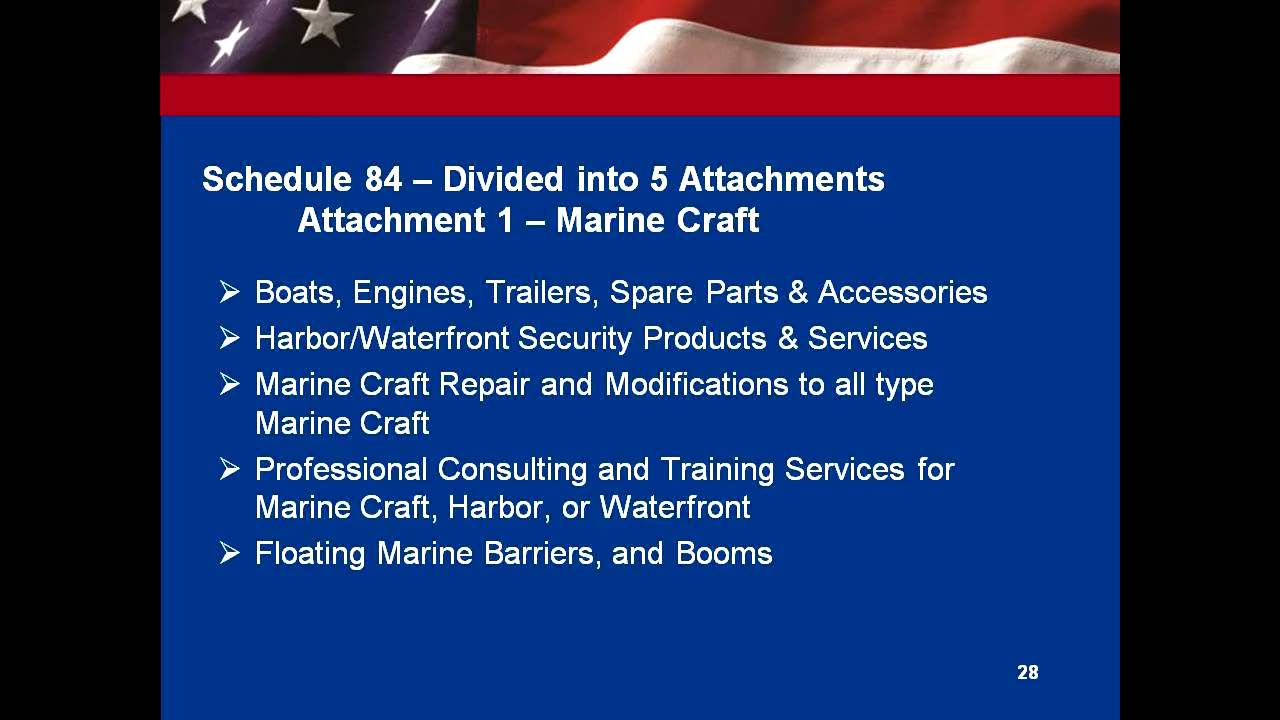 Schedule 84 – Divided into 5 Attachments
Attachment 1 – Marine Craft
➢ Boats, Engines, Trailers, Spare Parts & Accessories
➢ Harbor/Waterfront Security Products & Services
➢ Marine Craft Repair and Modifications to all type
Marine Craft
➢ Professional Consulting and Training Services for
Marine Craft, Harbor, or Waterfront
➢ Floating Marine Barriers, and Booms
28